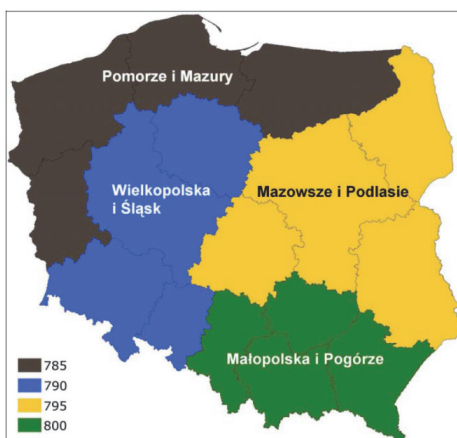 Pomorze i Mazury
Wielkopolska
i Śląsk
Mazowsze i Podlasie
Małopolska i Pogórze
785
790
795
800